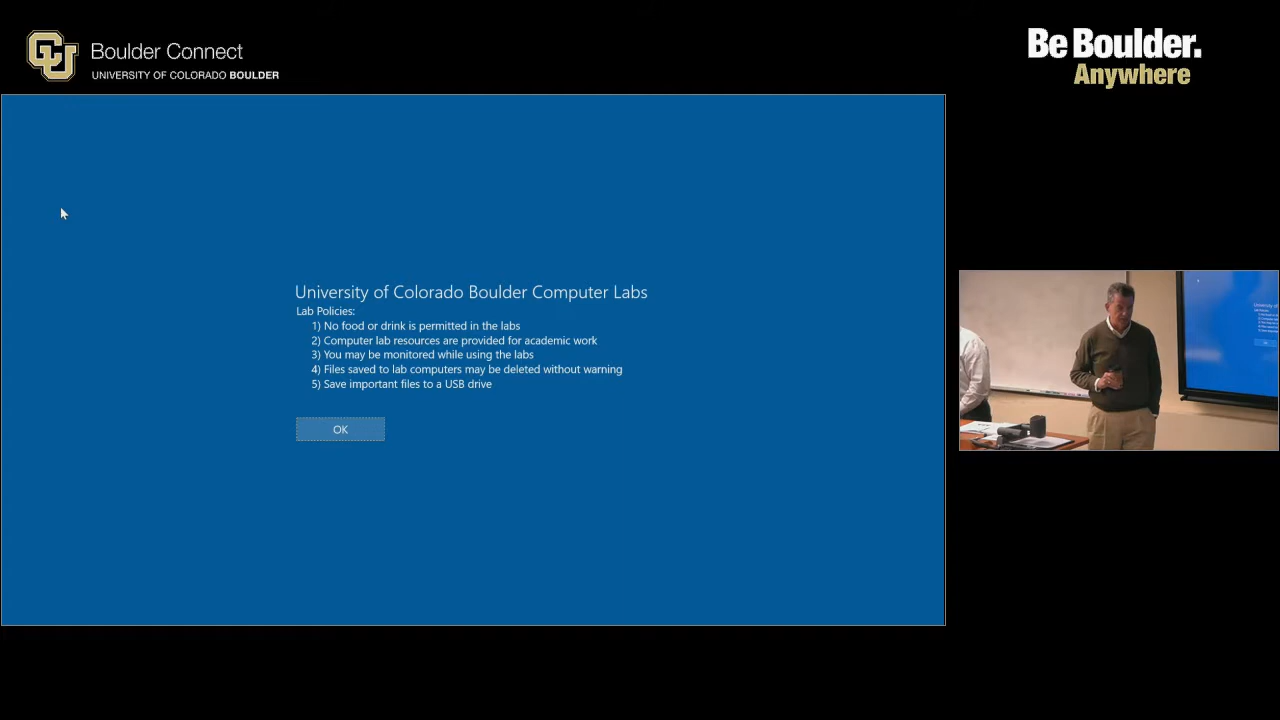 CU
Boulder Connect
UNIVERSITY OF COLORADO BOULDER
Be Boulder.
Anywhere
University of Colorado Boulder Computer Labs
Lab Policies:
1) No food or drink is permitted in the labs
2) Computer lab resources are provided for academic work
3) You may be monitored while using the labs
4) Files saved to lab computers may be deleted without warning
5) Save important files to a USB drive
OK